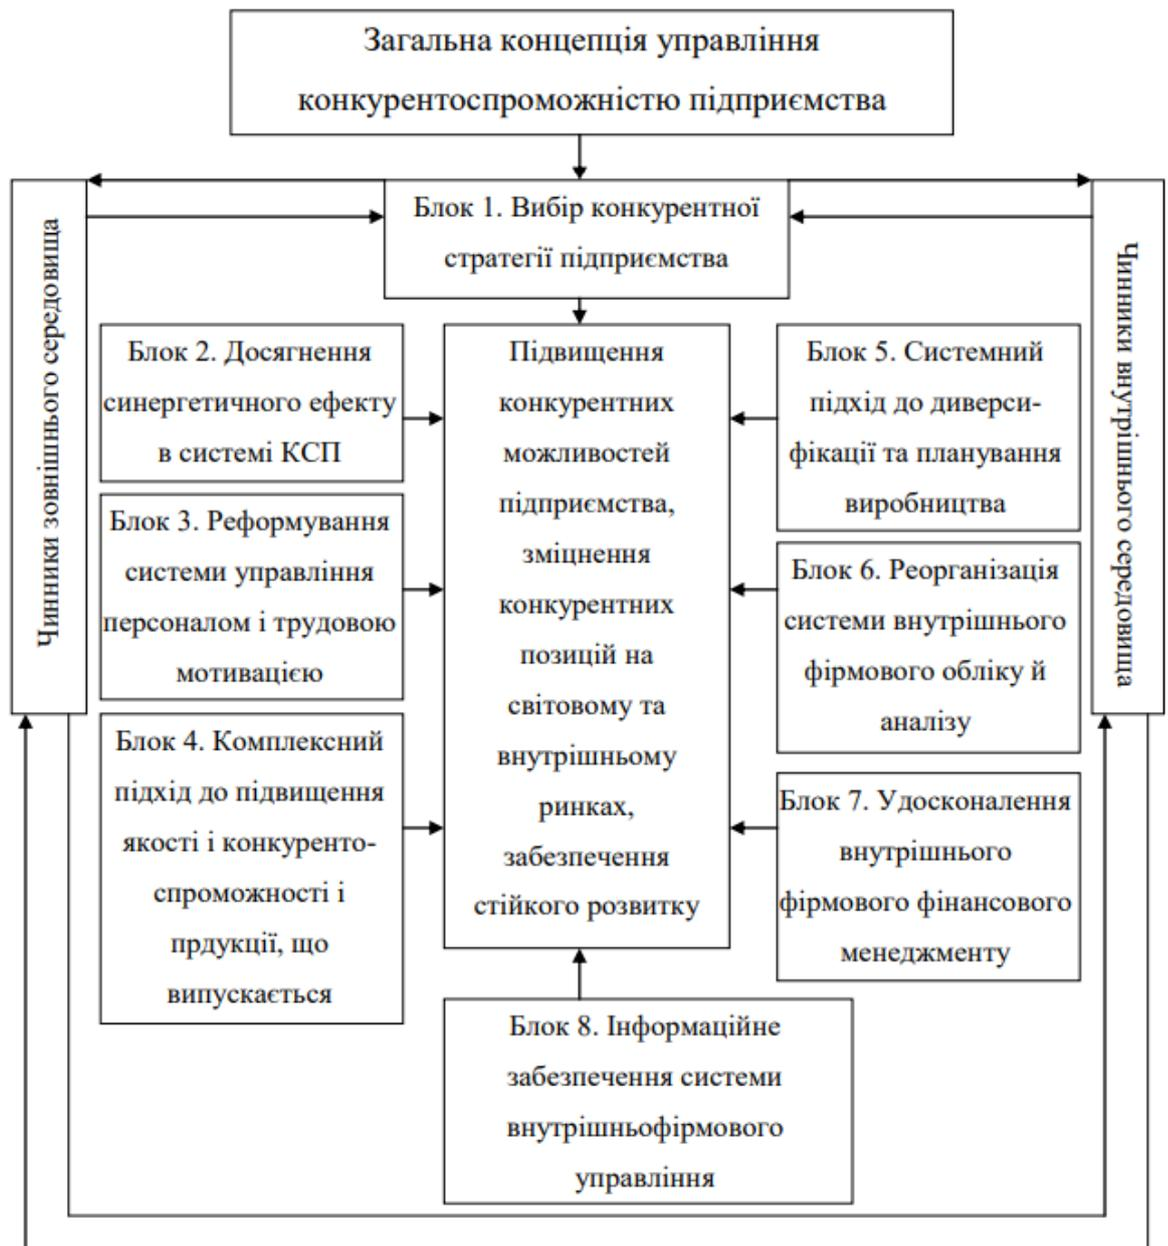 Загальна концепція управління
конкурентоспроможністю підприємства
Блок 1. Вибір конкурентної
стратегії підприємства
Чинники зовнішнього середовища
Блок 2. Досягнення
синергетичного ефекту
в системі КСП
Блок 3. Реформування
системи управління
персоналом і трудовою
мотивацією
Блок 4. Комплексний
підхід до підвищення
якості і конкуренто-
спроможності і
прдукції, що
випускається
Підвищення
конкурентних
можливостей
підприємства,
зміцнення
конкурентних
позицій на
світовому та
внутрішньому
ринках,
забезпечення
стійкого розвитку
Блок 5. Системний
підхід до диверси-
фікації та планування
виробництва
Блок 6. Реорганізація
системи внутрішнього
фірмового обліку й
аналізу
Блок 7. Удосконалення
внутрішнього
фірмового фінансового
менеджменту
Чинники внутрішнього середовища
Блок 8. Інформаційне
забезпечення системи
внутрішньофірмового
управління